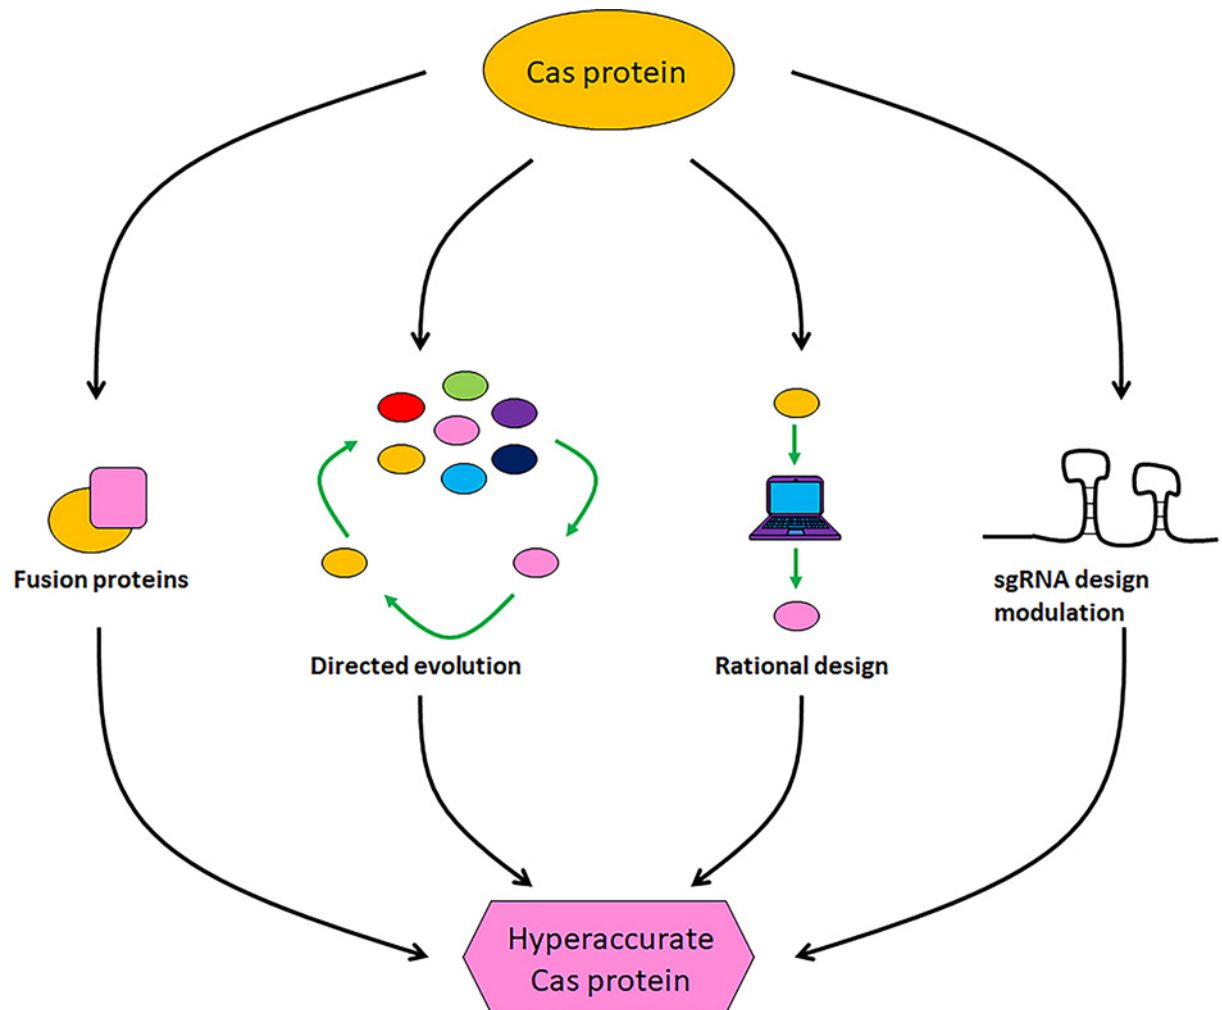 Cas protein
Fusion proteins
Directed evolution
Rational design
sgRNA design
modulation
Hyperaccurate
Cas protein